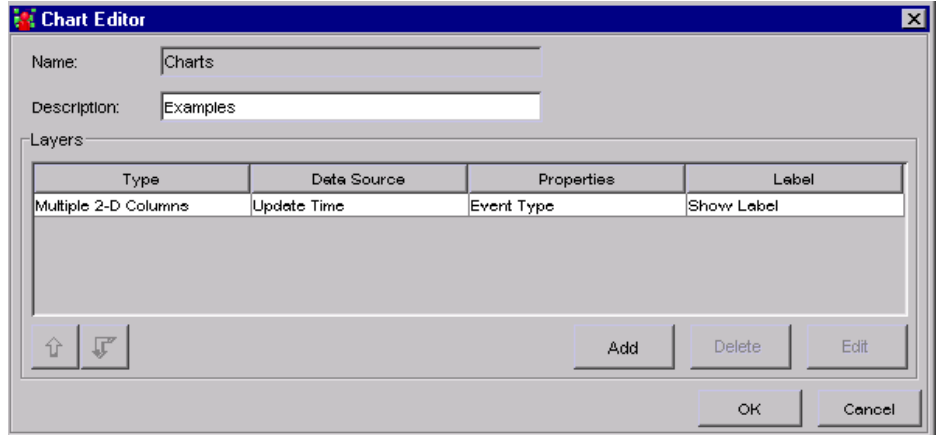 Chart Editor
Name: Charts
Description: Examples
Layers
Type Data Source Properties Label
Multiple 2-D Columns Update Time Event Type Show Label
Add Delete Edit
OK Cancel